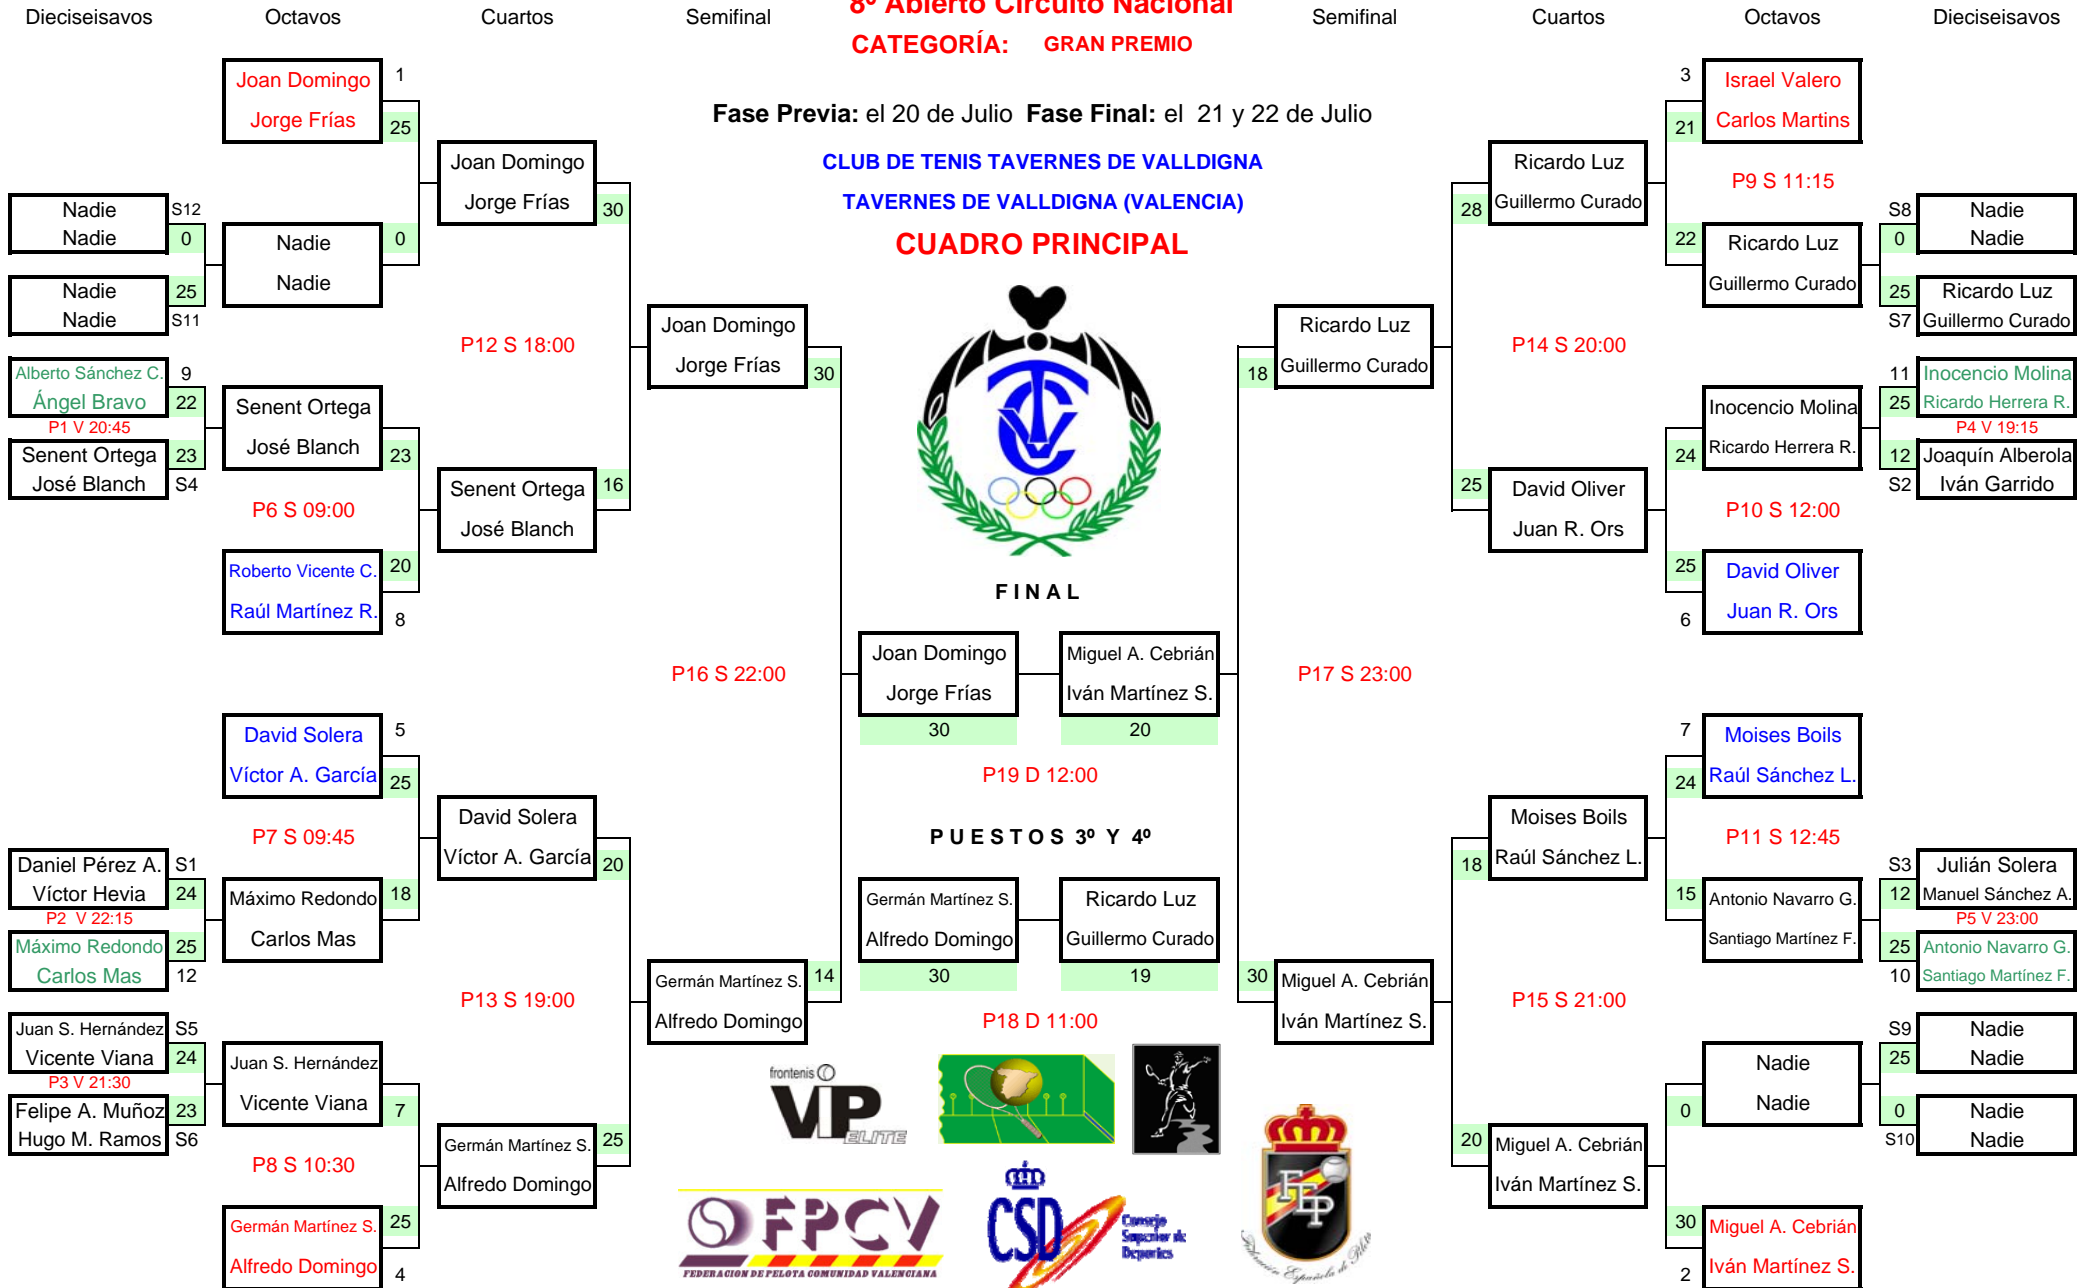 8º Abierto Circuito Nacional
Dieciseisavos Octavos Cuartos Semifinal Semifinal Cuartos Octavos Dieciseisavos
CATEGORÍA: GRAN PREMIO
Fase Previa: el 20 de Julio Fase Final: el 21 y 22 de Julio
CLUB DE TENIS TAVERNES DE VALLDIGNA
TAVERNES DE VALLDIGNA (VALENCIA)
CUADRO PRINCIPAL
Nadie S12
Nadie 0
Nadie 25
Nadie S11
Alberto Sánchez C. 9
Ángel Bravo 22
P1 V 20:45
Senent Ortega 23
José Blanch S4
Daniel Pérez A. S1
Víctor Hevia 24
P2 V 22:15
Máximo Redondo 25
Carlos Mas 12
Juan S. Hernández S5
Vicente Viana 24
P3 V 21:30
Felipe A. Muñoz 23
Hugo M. Ramos S6
Joan Domingo 1
Jorge Frías 25
Nadie 0
Nadie
Senent Ortega
José Blanch 23
P6 S 09:00
Roberto Vicente C. 20
Raúl Martínez R. 8
David Solera 5
Víctor A. García 25
P7 S 09:45
Máximo Redondo 18
Carlos Mas
Juan S. Hernández
Vicente Viana 7
P8 S 10:30
Germán Martínez S. 25
Alfredo Domingo 4
Joan Domingo
Jorge Frías 30
P12 S 18:00
Senent Ortega 16
José Blanch
David Solera
Víctor A. García 20
P13 S 19:00
Germán Martínez S. 25
Alfredo Domingo
Joan Domingo
Jorge Frías 30
P16 S 22:00
Germán Martínez S. 14
Alfredo Domingo
FINAL
Joan Domingo Miguel A. Cebrián
Jorge Frías Iván Martínez S.
30 20
P19 D 12:00
PUESTOS 3º Y 4º
Germán Martínez S. Ricardo Luz
Alfredo Domingo Guillermo Curado
30 19
P18 D 11:00
Ricardo Luz
18 Guillermo Curado
P17 S 23:00
30 Miguel A. Cebrián
Iván Martínez S.
Ricardo Luz
28 Guillermo Curado
P14 S 20:00
25 David Oliver
Juan R. Ors
Moises Boils
18 Raúl Sánchez L.
P15 S 21:00
20 Miguel A. Cebrián
Iván Martínez S.
3 Israel Valero
21 Carlos Martins
P9 S 11:15
22 Ricardo Luz
Guillermo Curado
Inocencio Molina
24 Ricardo Herrera R.
P10 S 12:00
25 David Oliver
6 Juan R. Ors
7 Moises Boils
24 Raúl Sánchez L.
P11 S 12:45
15 Antonio Navarro G.
Santiago Martínez F.
Nadie
0 Nadie
30 Miguel A. Cebrián
2 Iván Martínez S.
S8 Nadie
0 Nadie
25 Ricardo Luz
S7 Guillermo Curado
11 Inocencio Molina
25 Ricardo Herrera R.
P4 V 19:15
12 Joaquín Alberola
S2 Iván Garrido
S3 Julián Solera
12 Manuel Sánchez A.
P5 V 23:00
25 Antonio Navarro G.
10 Santiago Martínez F.
S9 Nadie
25 Nadie
0 Nadie
S10 Nadie
TCV
frontenis
VIP
ELITE
FPCV
FEDERACION DE PELOTA COMUNIDAD VALENCIANA
CSD
Consejo
Superior de
Deportes
FEP
Federación Española de Pelota